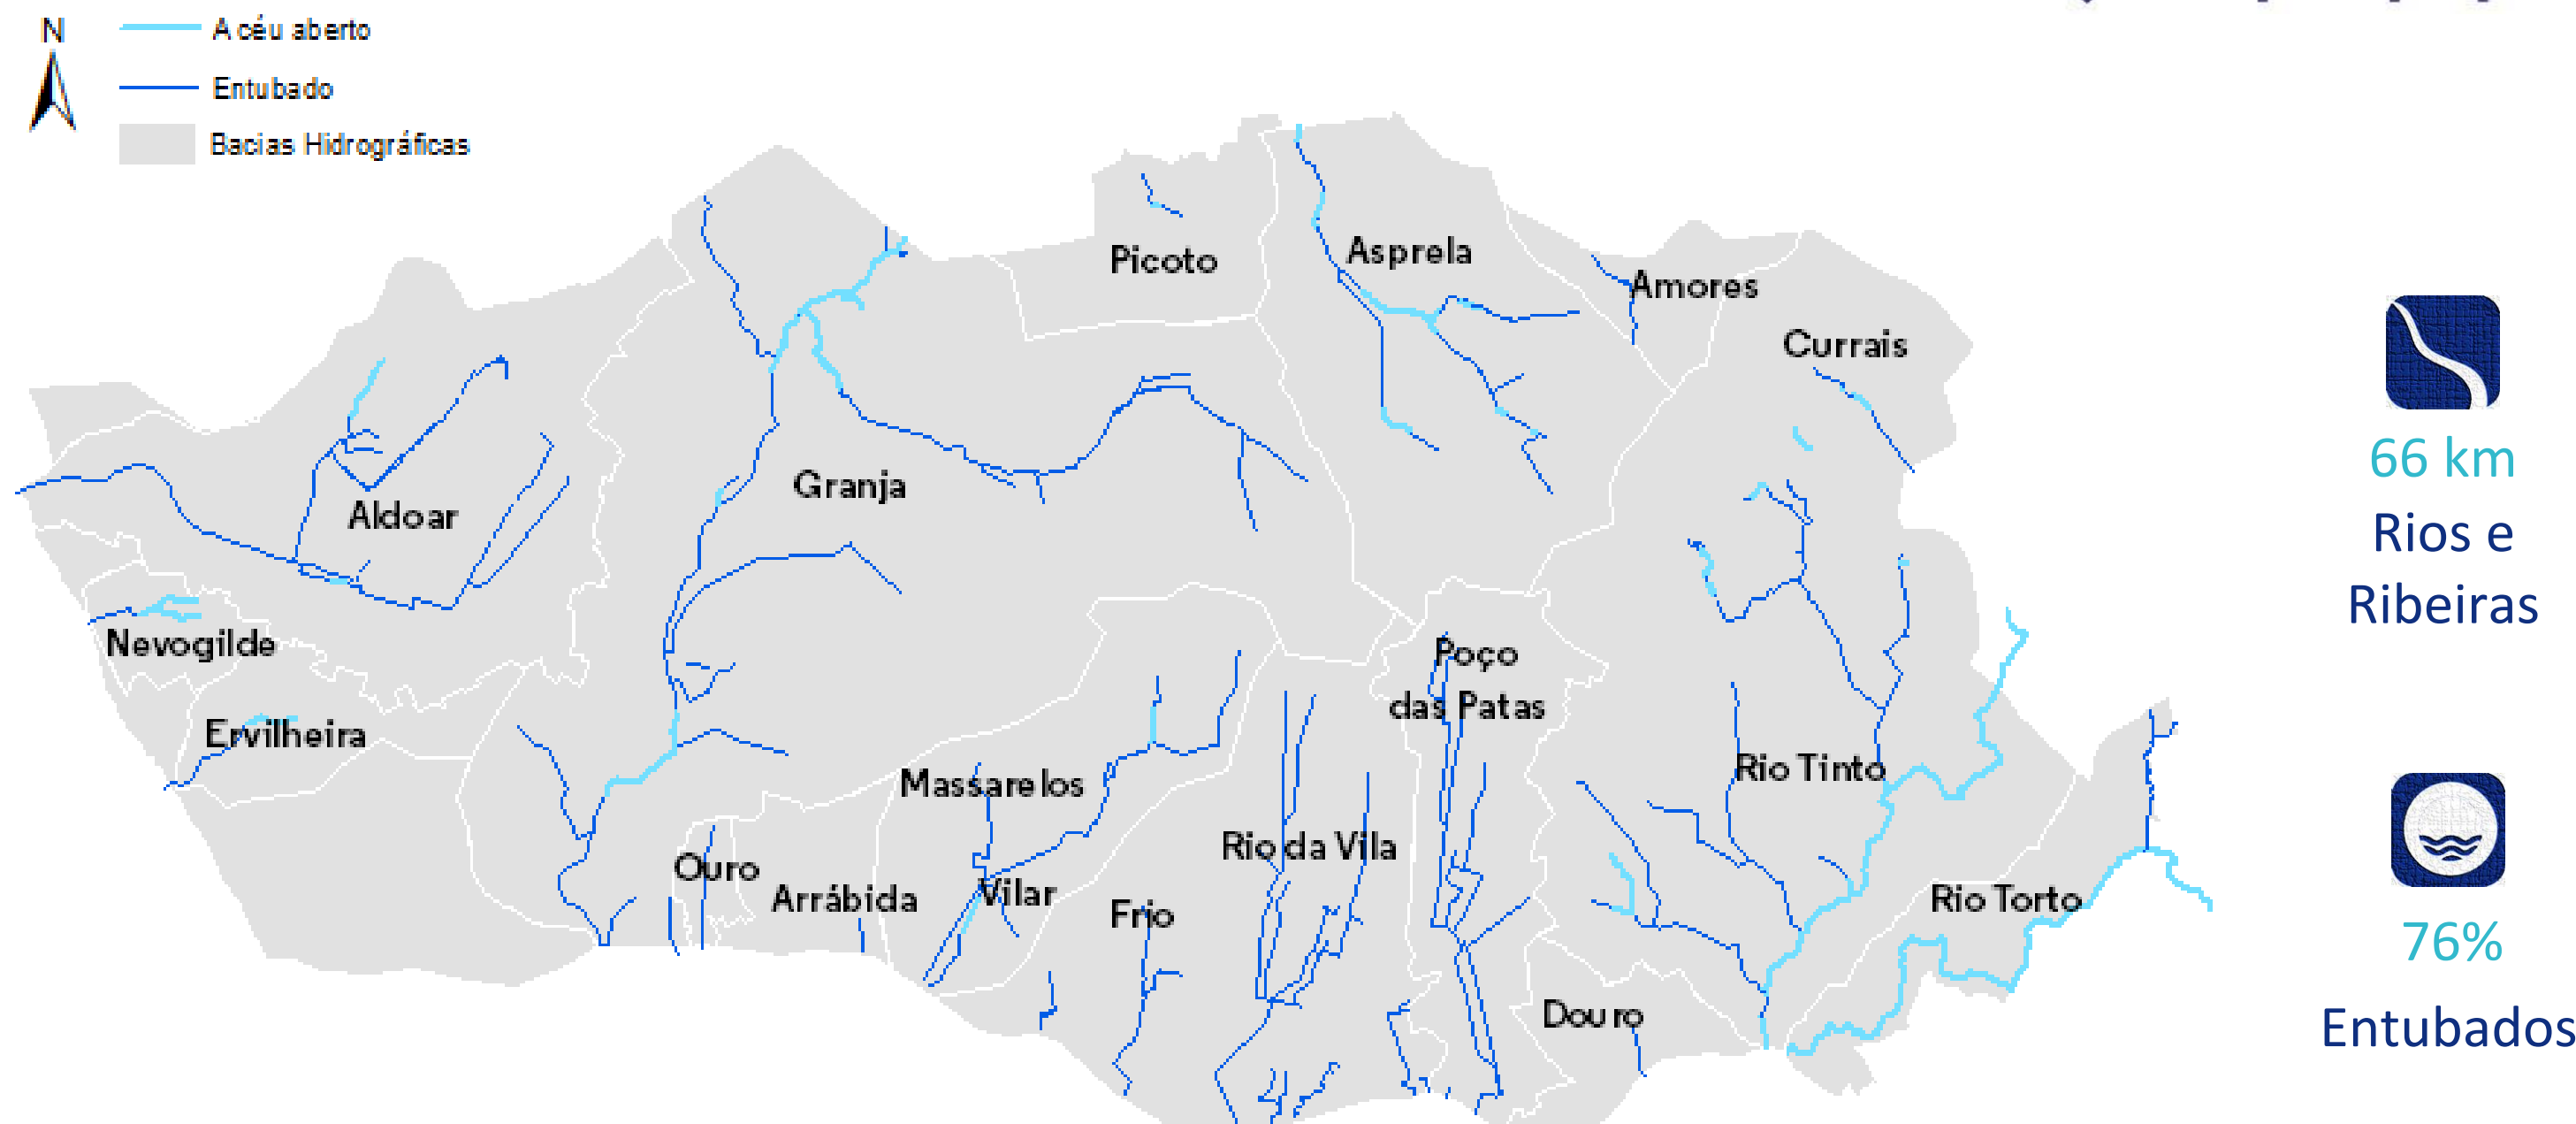 N
A céu aberto
Entubado
Bacias Hidrográficas
Picoto
Asprela
Amores
Currais
Granja
Aldoar
Nevogilde
Ervilheira
Poço
das Patas
Massarelos
Rio Tinto
Ouro
Arrábida
Vilar
Frio
Rio da Vila
Rio Torto
Douro
66 km
Rios e
Ribeiras
76%
Entubados